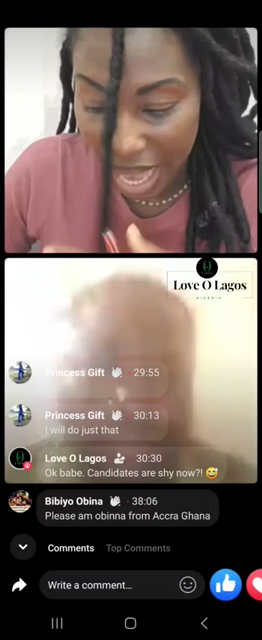 Love O Lagos
NIGERIA
Princess Gift 29:55
Princess Gift 30:13
I will do just that
Love O Lagos 30:30
Ok babe. Candidates are shy now?! 😅
Bibiyo Obina 38:06
Please am obinna from Accra Ghana
Comments Top Comments
Write a comment...